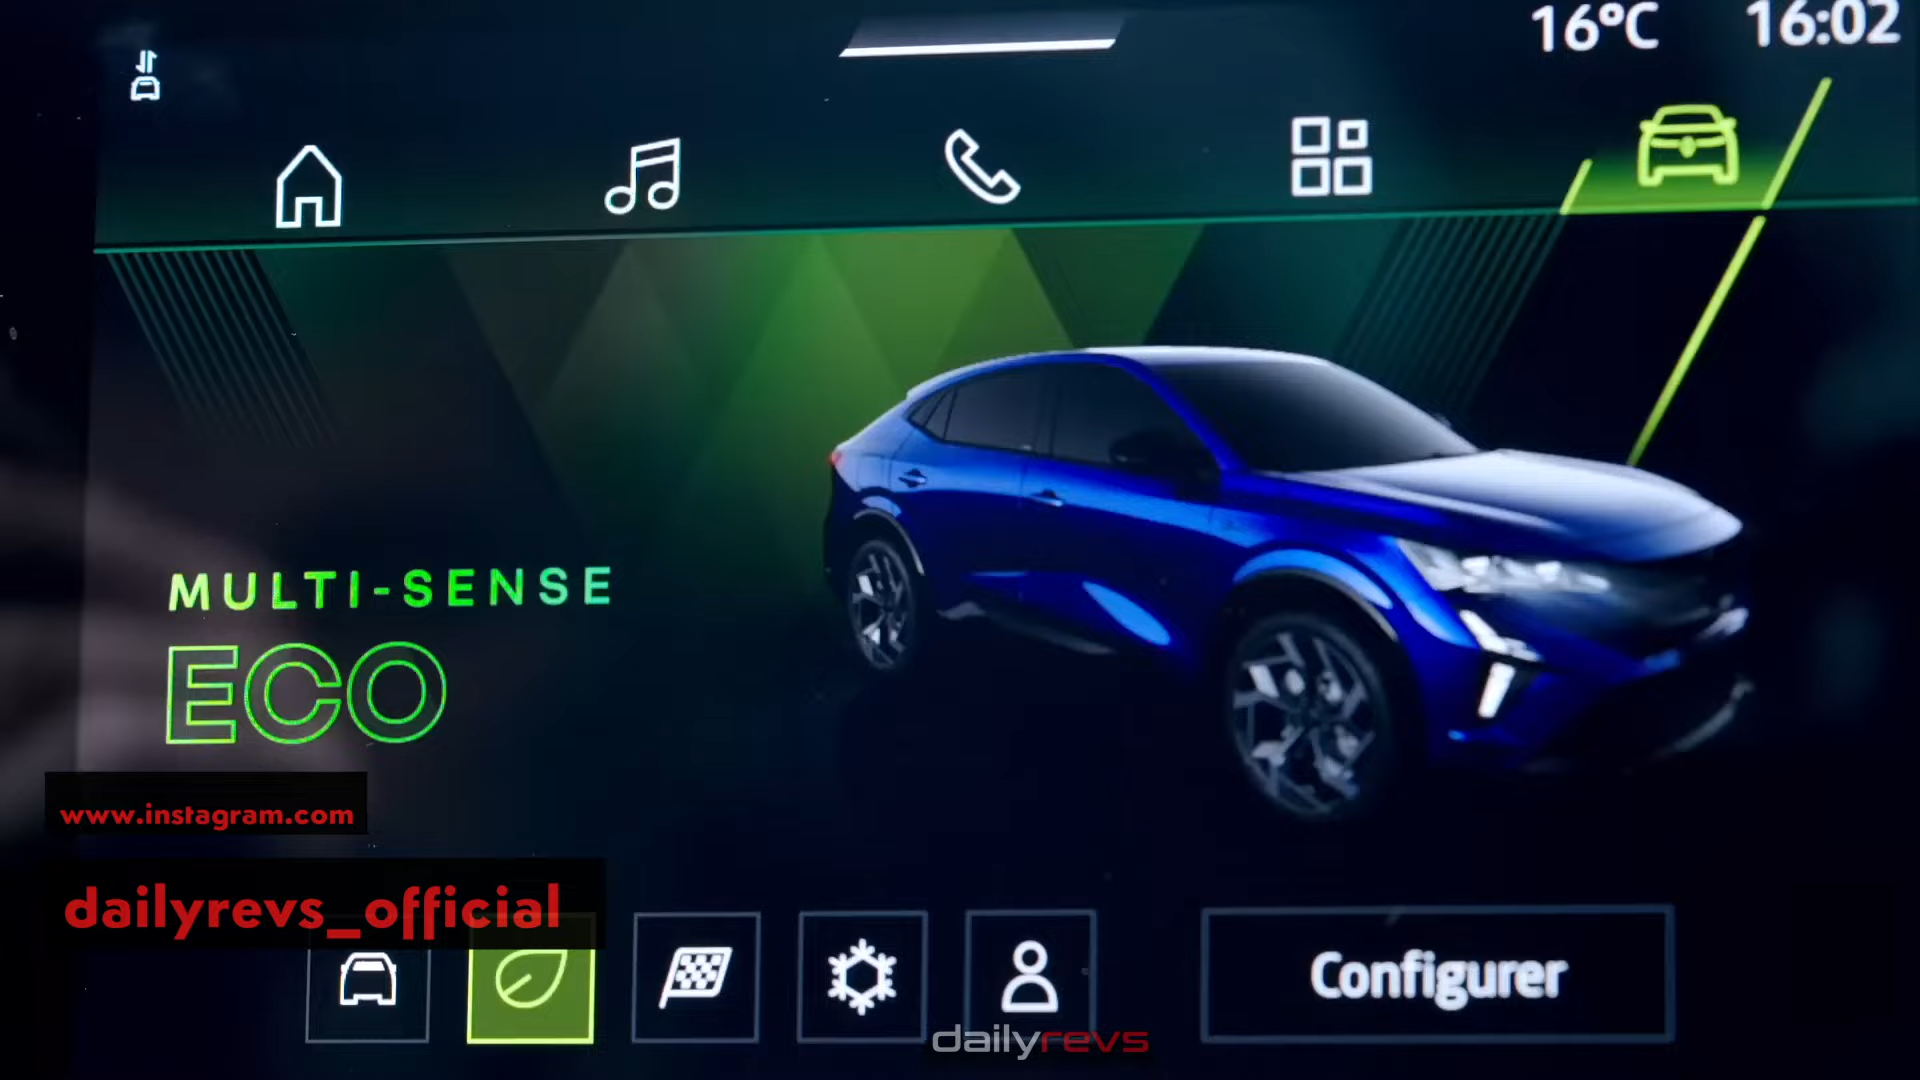 16°C 16:02
MULTI-SENSE
ECO
www.instagram.com
dailyrevs_official
Configurer
dailyrevs